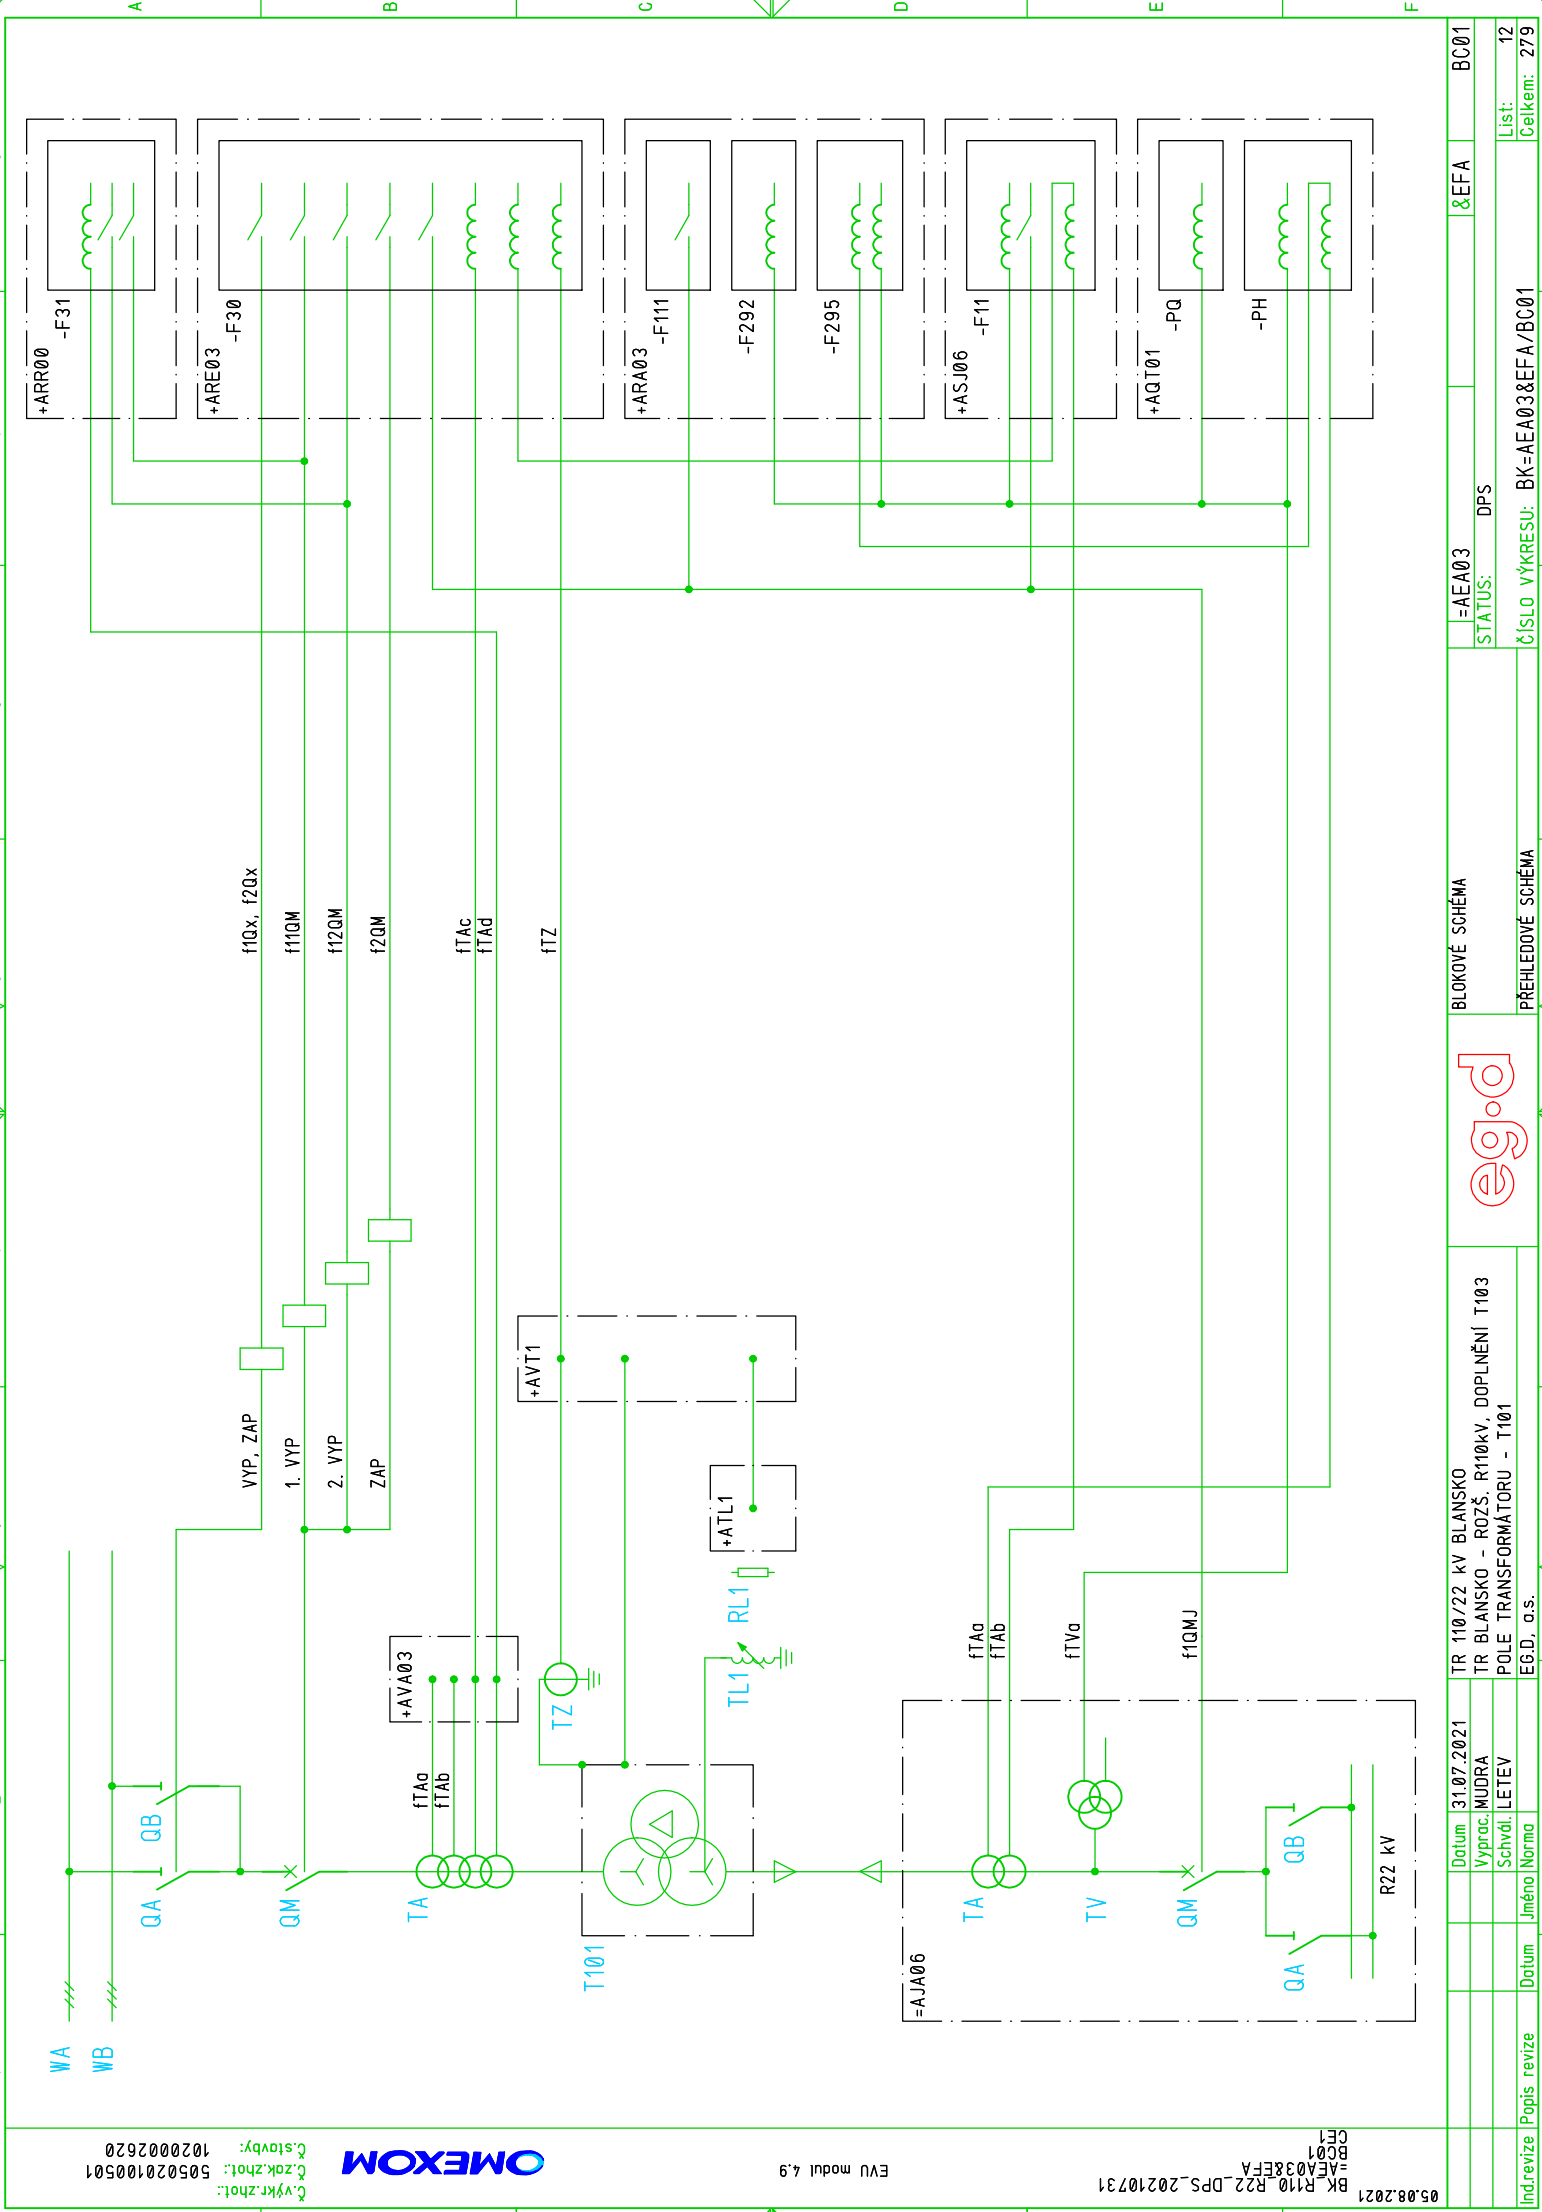 A
B
C
D
E
F
+ARR00
-F31
+ARE03
-F30
+ARA03
-F111
-F292
-F295
+ASJ06
-F11
+AQT01
-PQ
-PH
f1Qx, f2Qx
f11QM
f12QM
f2QM
fTAc
fTAd
fTZ
VYP, ZAP
1. VYP
2. VYP
ZAP
+AVT1
+ATL1
RL1
TL1
+AVA03
TZ
fTAa
fTAb
fTAa
fTAb
fTVa
f1QMJ
WA
WB
QA
QB
QM
TA
T101
=AJA06
TA
TV
QM
QA
QB
R22 kV
Č.výkr.zhot.:
Č.zak.zhot.: 505020100501
Č.stavby: 1020002620
OMEXOM
EVU modul 4.9
05.08.2021
BK_R110_R22_DPS_20210731
=AEA03&EFA
BC01
CE1
Ind.revize
Popis revize
Datum
Jméno
Norma
Datum 31.07.2021
Vyprac. MUDRA
Schvál. LETEV
TR 110/22 kV BLANSKO
TR BLANSKO - ROZŠ. R110kV, DOPLNĚNÍ T103
POLE TRANSFORMÁTORU - T101
EG.D, a.s.
eg·d
BLOKOVÉ SCHÉMA
PŘEHLEDOVÉ SCHÉMA
=AEA03
&EFA
BC01
STATUS: DPS
List: 12
ČÍSLO VÝKRESU: BK=AEA03&EFA/BC01
Celkem: 279